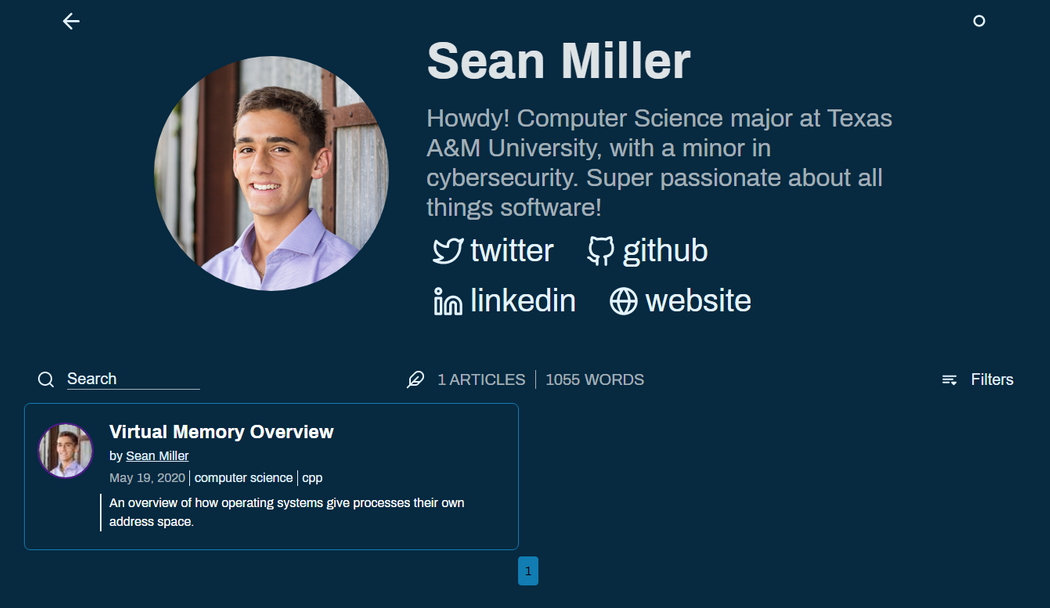 Sean Miller
Howdy! Computer Science major at Texas
A&M University, with a minor in
cybersecurity. Super passionate about all
things software!
twitter github
linkedin website
Search 1 ARTICLES 1055 WORDS Filters
Virtual Memory Overview
by Sean Miller
May 19, 2020 computer science cpp
An overview of how operating systems give processes their own
address space.
1